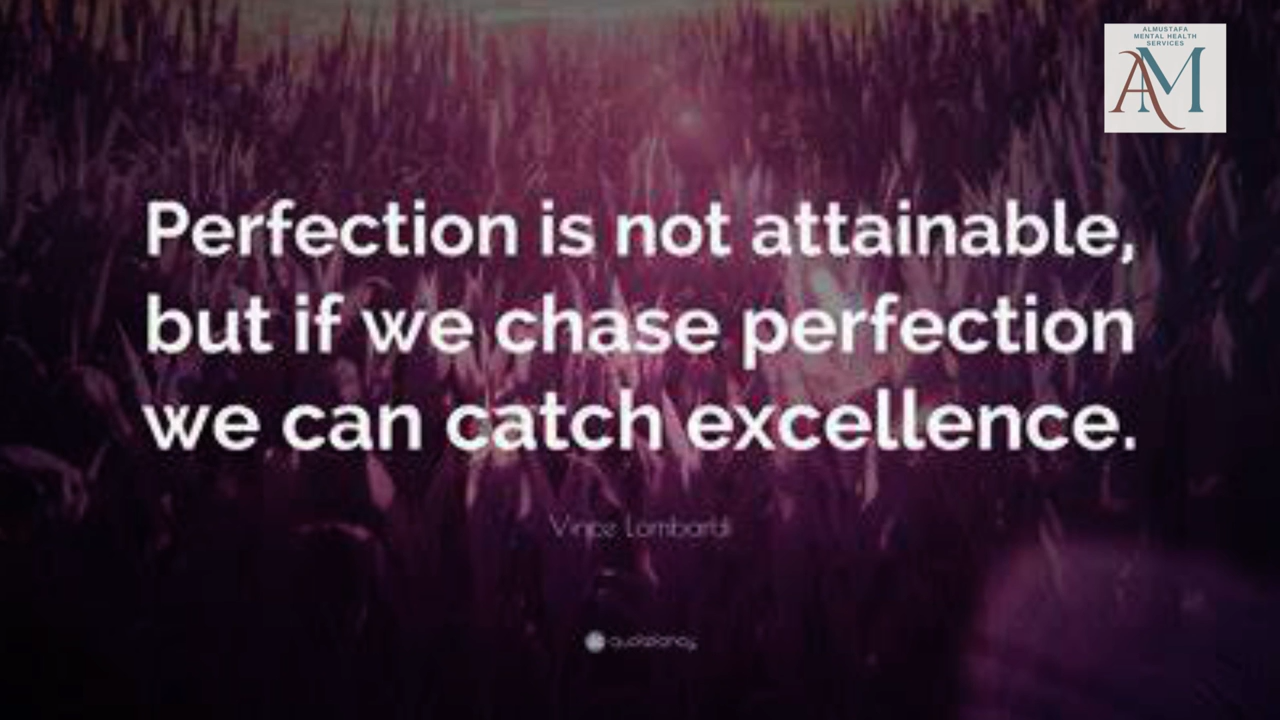 ALMUSTAFA
MENTAL HEALTH
SERVICES
AM
Perfection is not attainable,
but if we chase perfection
we can catch excellence.
Vince Lombardi
quotefancy